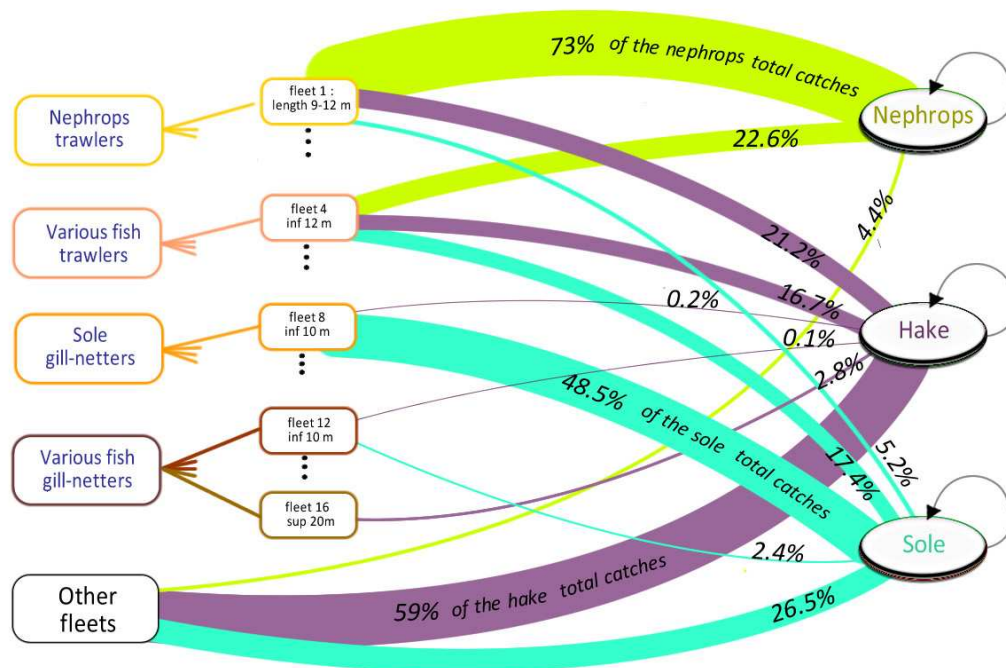 73% of the nephrops total catches
fleet 1 :
length 9-12 m
Nephrops
trawlers
Nephrops
22.6%
fleet 4
inf 12 m
Various fish
trawlers
4.4%
21.2%
16.7%
0.2%
fleet 8
inf 10 m
Sole
gill-netters
Hake
0.1%
2.8%
48.5% of the sole total catches
fleet 12
inf 10 m
Various fish
gill-netters
5.2%
17.4%
fleet 16
sup 20m
Sole
2.4%
Other
fleets
59% of the hake total catches
26.5%